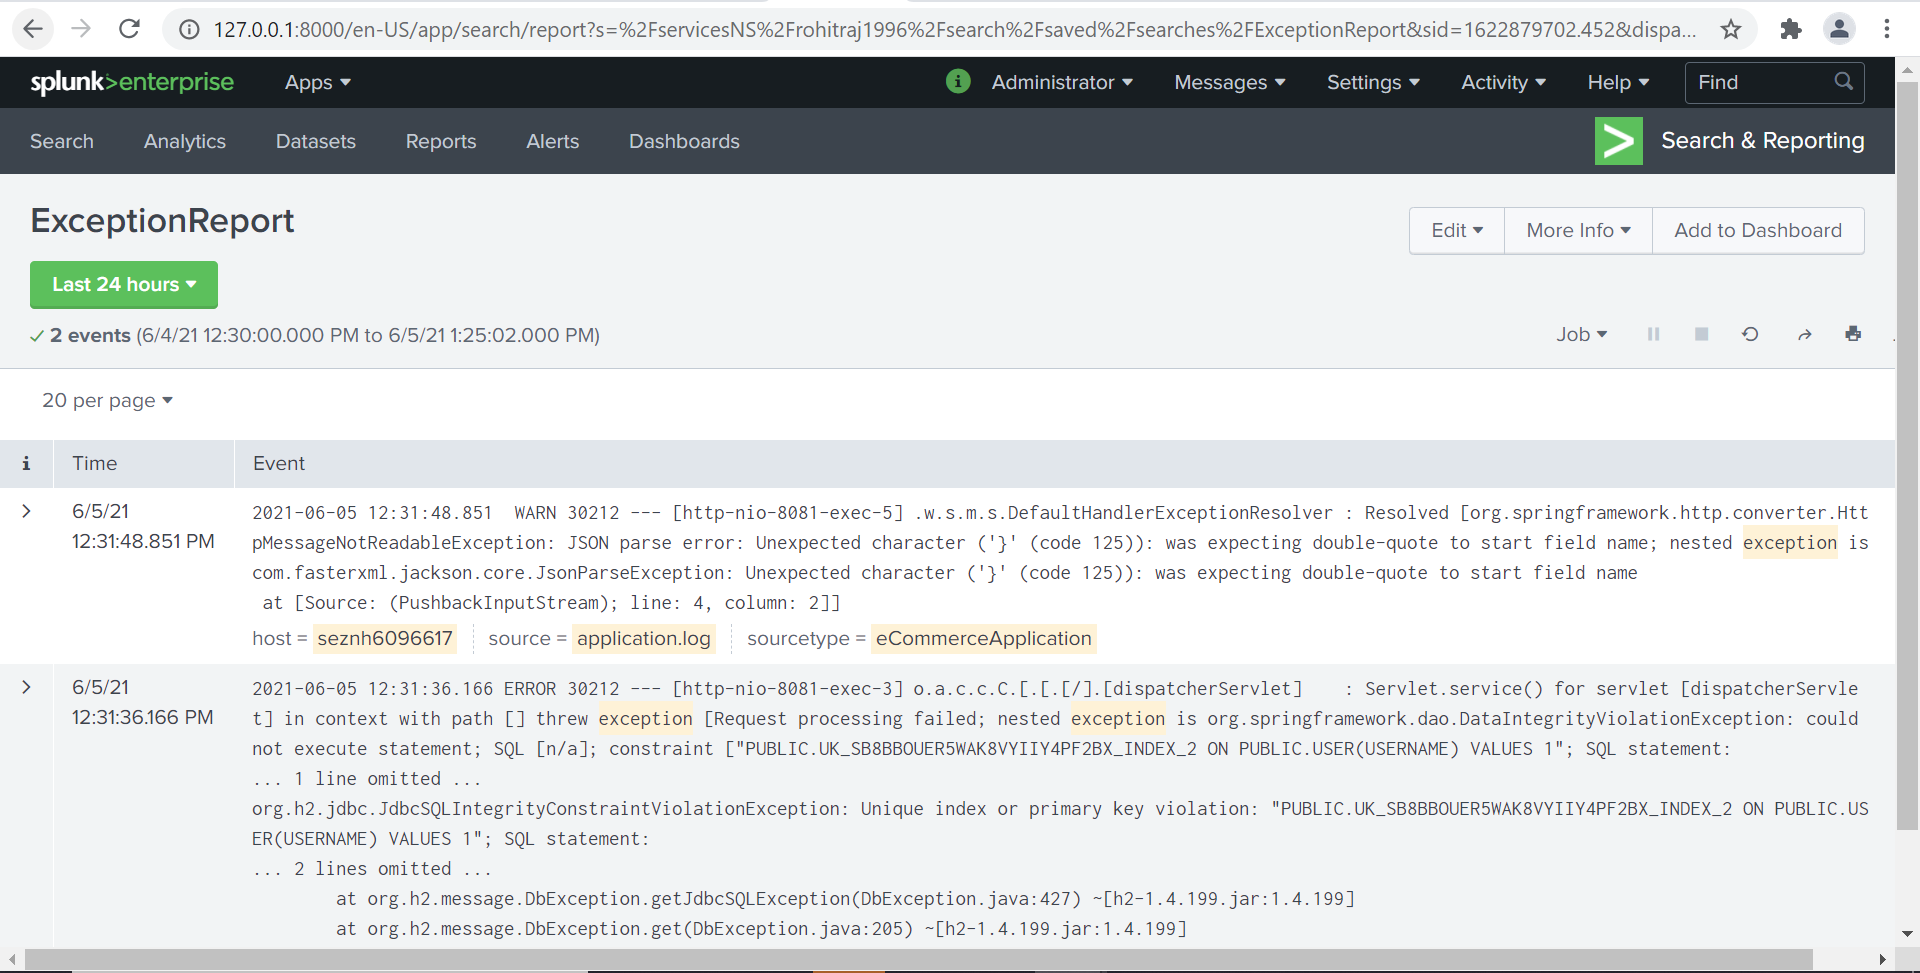 127.0.0.1:8000/en-US/app/search/report?s=%2FservicesNS%2Frohitraj1996%2Fsearch%2Fsaved%2Fsearches%2FExceptionReport&sid=1622879702.452&dispa...
splunk>enterprise Apps i Administrator Messages Settings Activity Help Find
Search Analytics Datasets Reports Alerts Dashboards > Search & Reporting
ExceptionReport
Edit More Info Add to Dashboard
Last 24 hours
✓ 2 events (6/4/21 12:30:00.000 PM to 6/5/21 1:25:02.000 PM) Job
20 per page
i Time Event
> 6/5/21 2021-06-05 12:31:48.851  WARN 30212 --- [http-nio-8081-exec-5] .w.s.m.s.DefaultHandlerExceptionResolver : Resolved [org.springframework.http.converter.Htt
12:31:48.851 PM pMessageNotReadableException: JSON parse error: Unexpected character ('}' (code 125)): was expecting double-quote to start field name; nested exception is
com.fasterxml.jackson.core.JsonParseException: Unexpected character ('}' (code 125)): was expecting double-quote to start field name
at [Source: (PushbackInputStream); line: 4, column: 2]]
host = seznh6096617 source = application.log sourcetype = eCommerceApplication
> 6/5/21 2021-06-05 12:31:36.166 ERROR 30212 --- [http-nio-8081-exec-3] o.a.c.c.C.[.[.[/].[dispatcherServlet]    : Servlet.service() for servlet [dispatcherServle
12:31:36.166 PM t] in context with path [] threw exception [Request processing failed; nested exception is org.springframework.dao.DataIntegrityViolationException: could
not execute statement; SQL [n/a]; constraint ["PUBLIC.UK_SB8BBOUER5WAK8VYIIY4PF2BX_INDEX_2 ON PUBLIC.USER(USERNAME) VALUES 1"; SQL statement:
... 1 line omitted ...
org.h2.jdbc.JdbcSQLIntegrityConstraintViolationException: Unique index or primary key violation: "PUBLIC.UK_SB8BBOUER5WAK8VYIIY4PF2BX_INDEX_2 ON PUBLIC.US
ER(USERNAME) VALUES 1"; SQL statement:
... 2 lines omitted ...
at org.h2.message.DbException.getJdbcSQLException(DbException.java:427) ~[h2-1.4.199.jar:1.4.199]
at org.h2.message.DbException.get(DbException.java:205) ~[h2-1.4.199.jar:1.4.199]